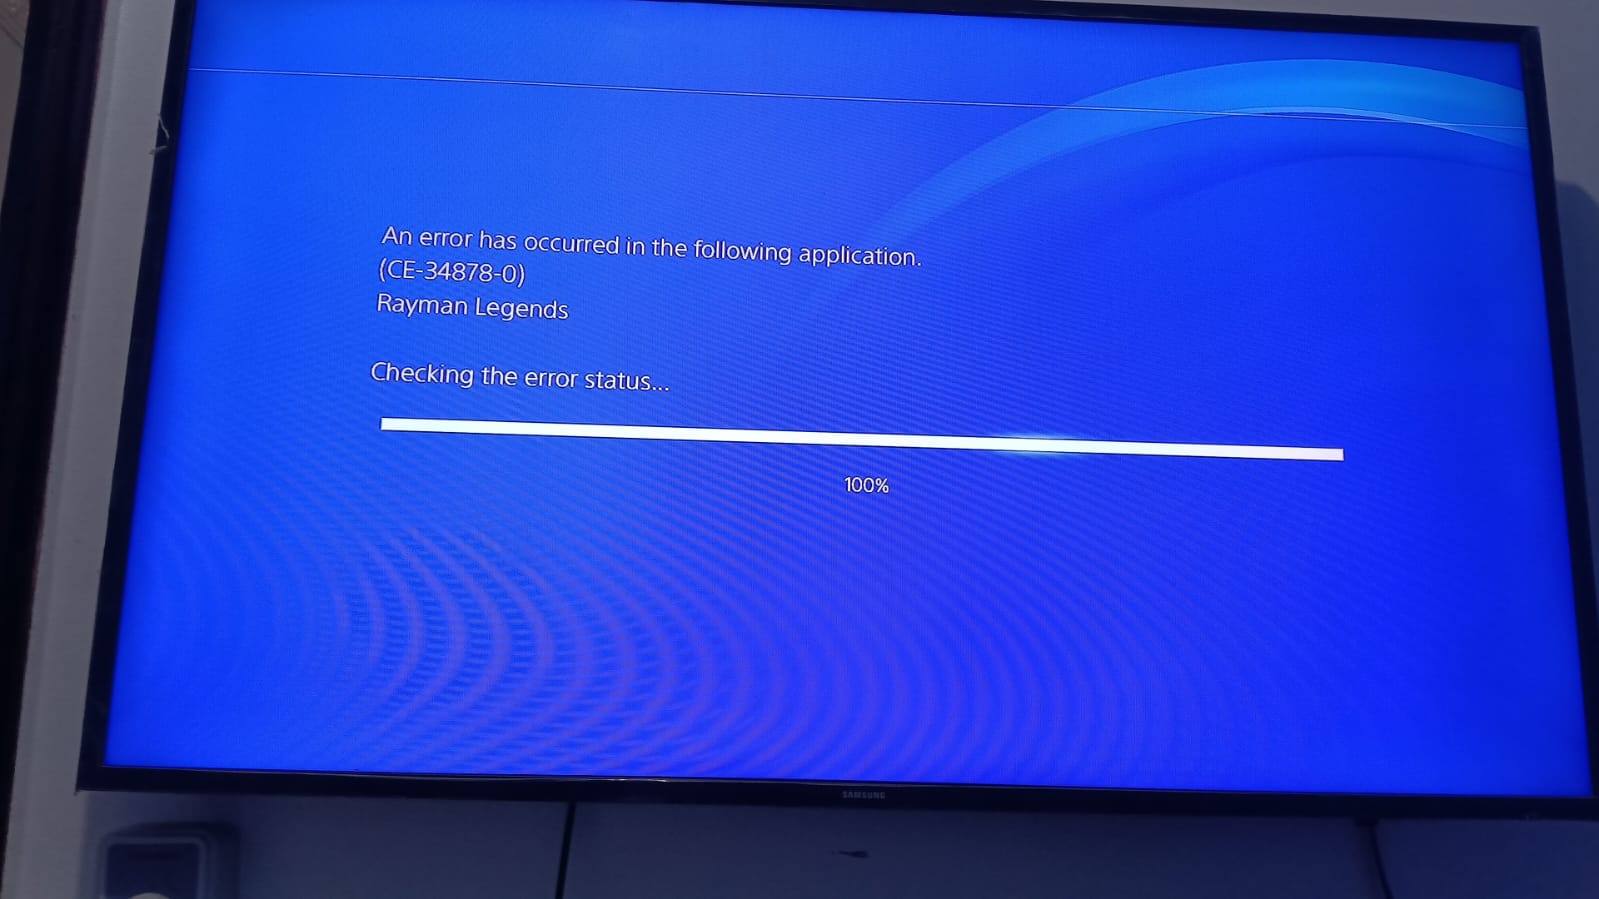 An error has occurred in the following application.
(CE-34878-0)
Rayman Legends
Checking the error status...
100%
SAMSUNG